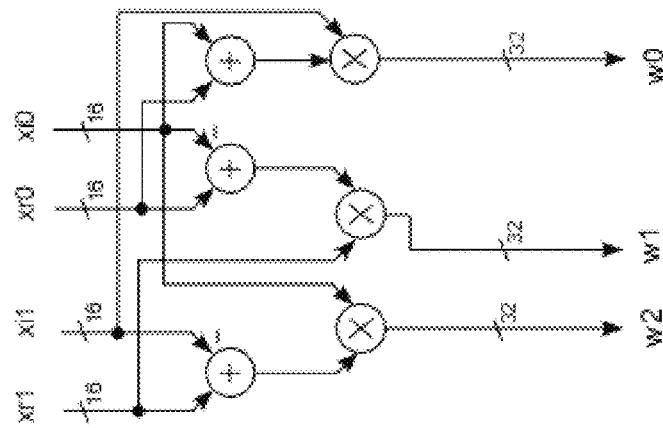 xr1
xi1
xr0
xi0
16
16
16
16
-
-
+
+
+
×
×
×
32
32
32
w2
w1
w0